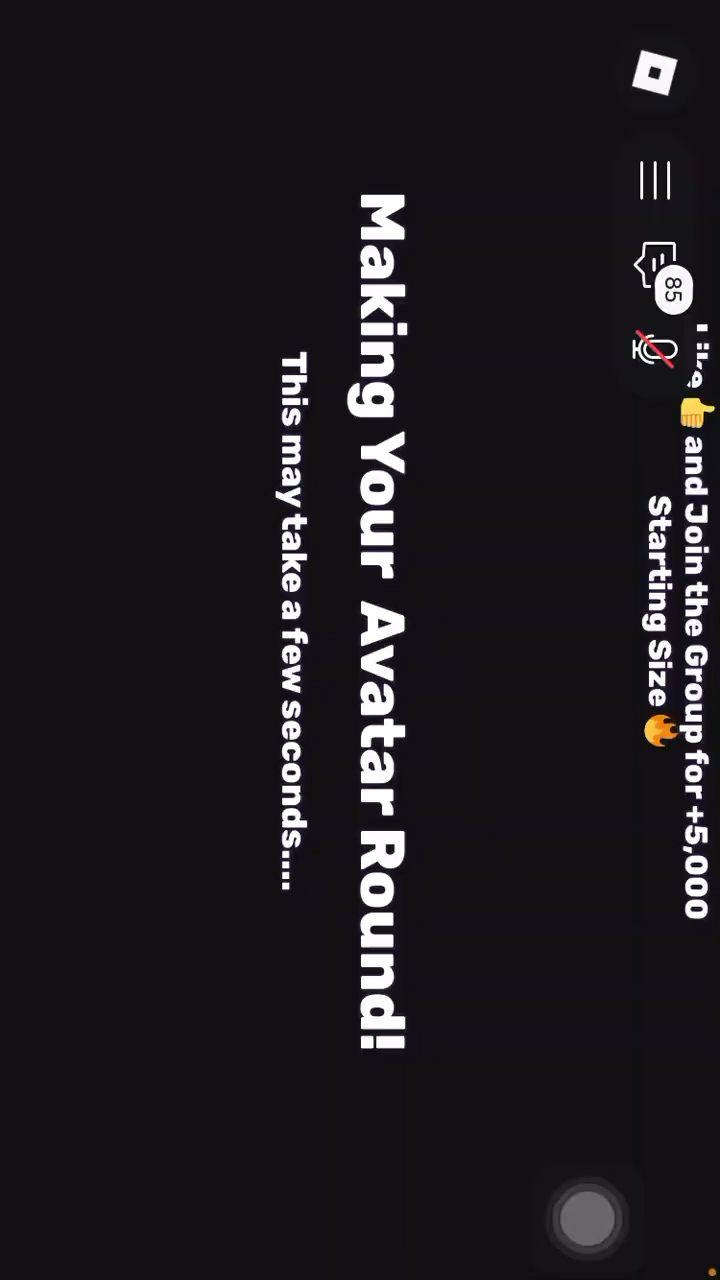 Like 👍 and Join the Group for +5,000
Starting Size 🔥
85
Making Your Avatar Round!
This may take a few seconds....